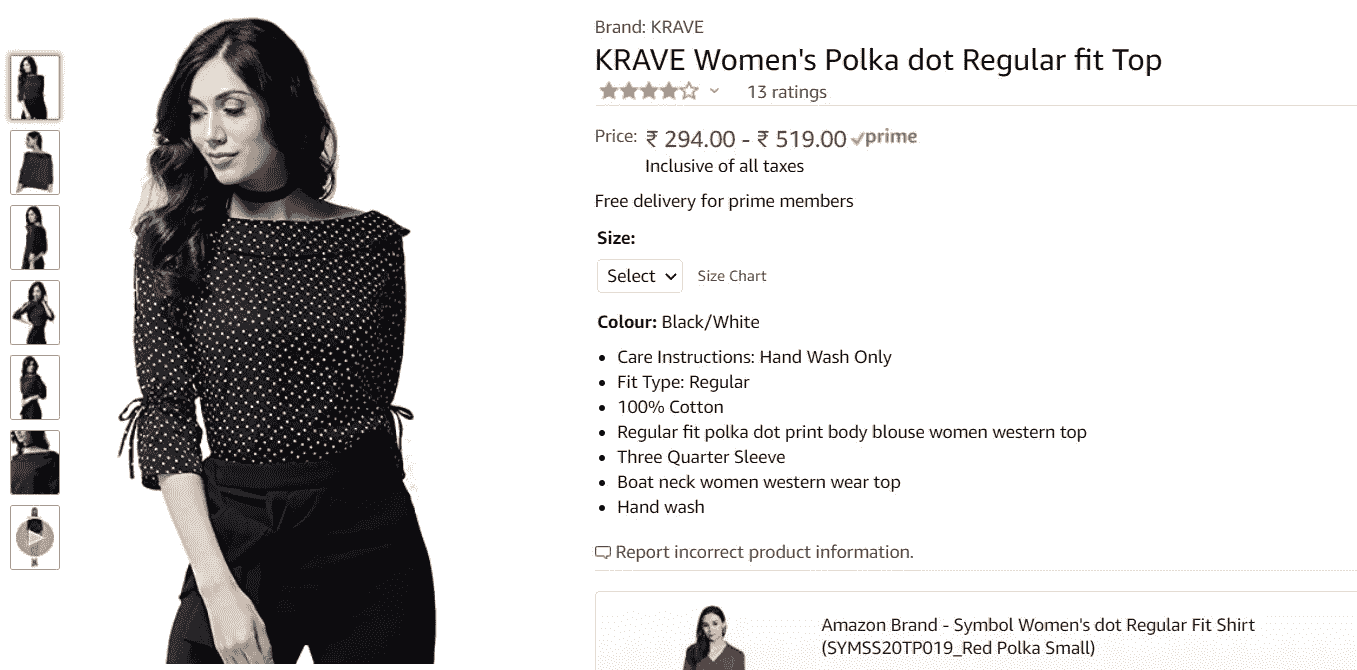 Brand: KRAVE
KRAVE Women's Polka dot Regular fit Top
13 ratings
Price: ₹ 294.00 - ₹ 519.00 prime
Inclusive of all taxes
Free delivery for prime members
Size:
Select Size Chart
Colour: Black/White
• Care Instructions: Hand Wash Only
• Fit Type: Regular
• 100% Cotton
• Regular fit polka dot print body blouse women western top
• Three Quarter Sleeve
• Boat neck women western wear top
• Hand wash
Report incorrect product information.
Amazon Brand - Symbol Women's dot Regular Fit Shirt
(SYMSS20TP019_Red Polka Small)